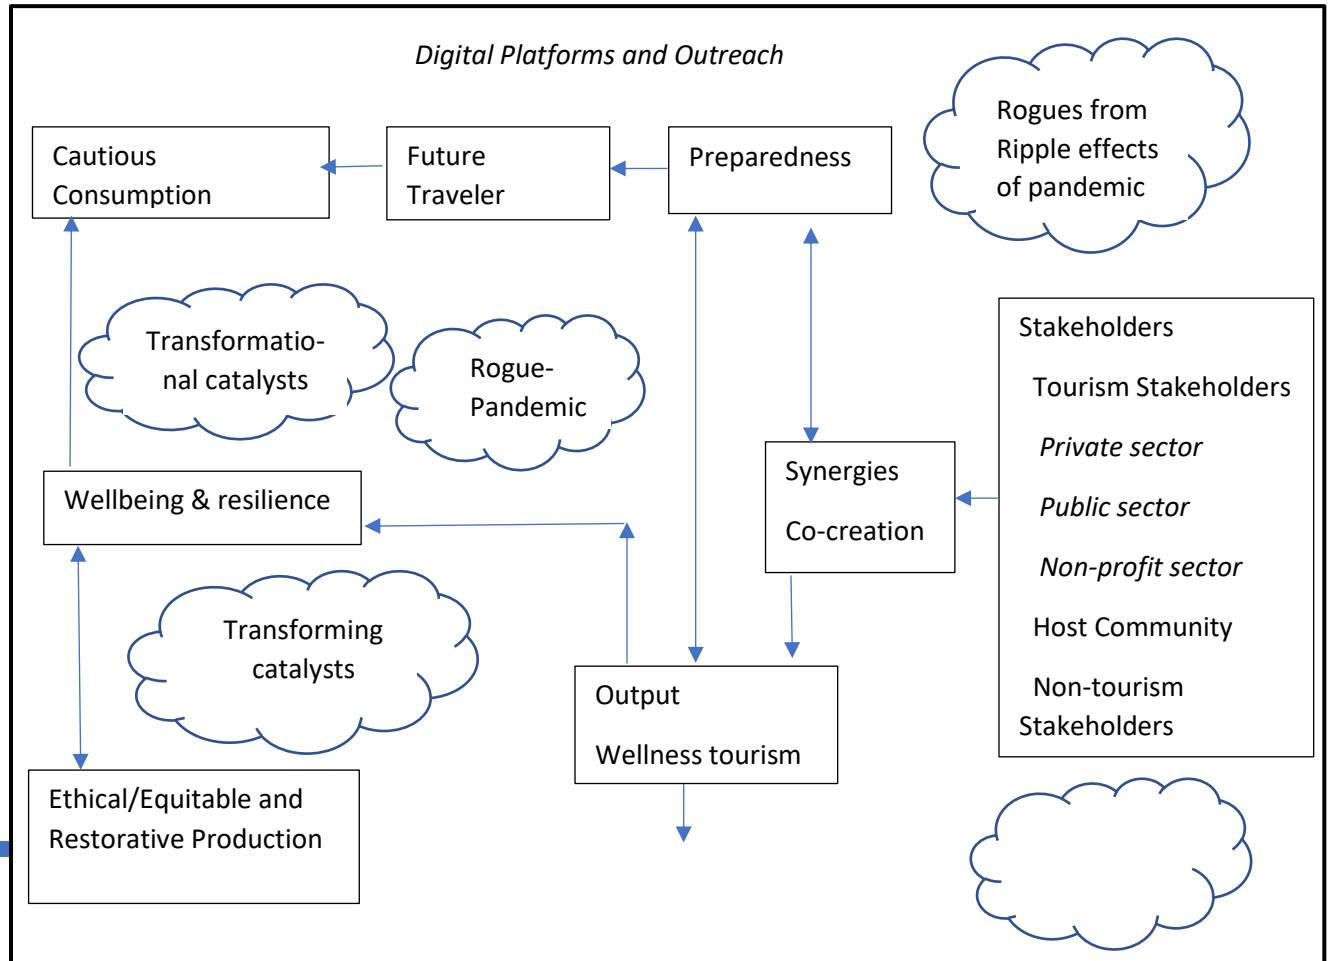 Digital Platforms and Outreach
Cautious
Consumption
Future
Traveler
Preparedness
Rogues from
Ripple effects
of pandemic
Transformatio-
nal catalysts
Rogue-
Pandemic
Stakeholders
Tourism Stakeholders
Private sector
Public sector
Non-profit sector
Host Community
Non-tourism
Stakeholders
Synergies
Co-creation
Wellbeing & resilience
Transforming
catalysts
Output
Wellness tourism
Ethical/Equitable and
Restorative Production